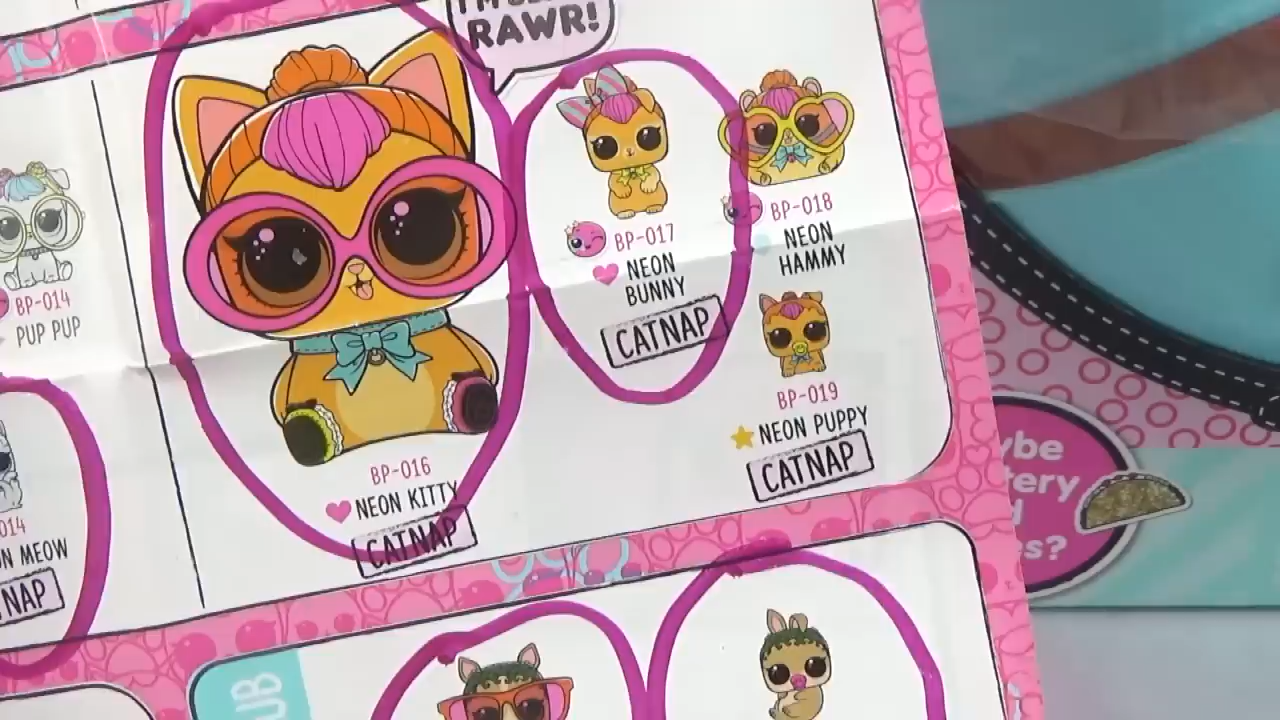 RAWR!
BP-014
PUP PUP
BP-016
NEON KITTY
CATNAP
BP-017
NEON
BUNNY
CATNAP
BP-018
NEON
HAMMY
BP-019
NEON PUPPY
CATNAP
014
MEOW
NAP
UB